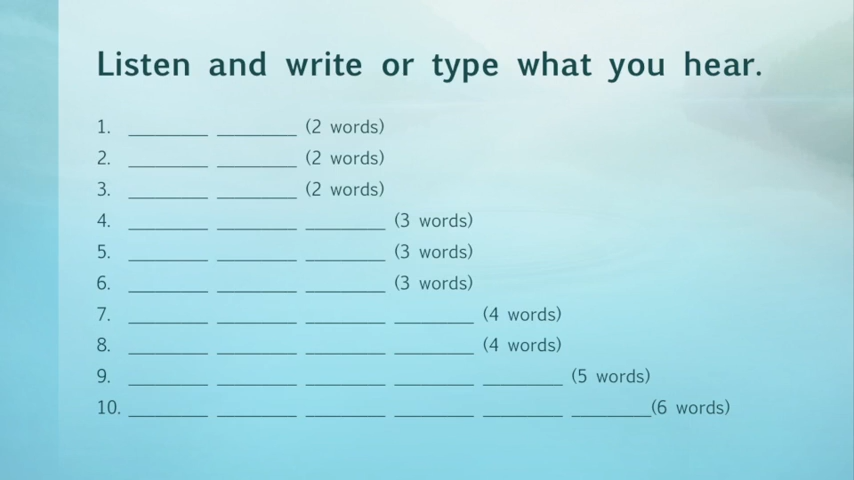 Listen and write or type what you hear.
1. ________ ________ (2 words)
2. ________ ________ (2 words)
3. ________ ________ (2 words)
4. ________ ________ ________ (3 words)
5. ________ ________ ________ (3 words)
6. ________ ________ ________ (3 words)
7. ________ ________ ________ ________ (4 words)
8. ________ ________ ________ ________ (4 words)
9. ________ ________ ________ ________ ________ (5 words)
10. ________ ________ ________ ________ ________ ________(6 words)